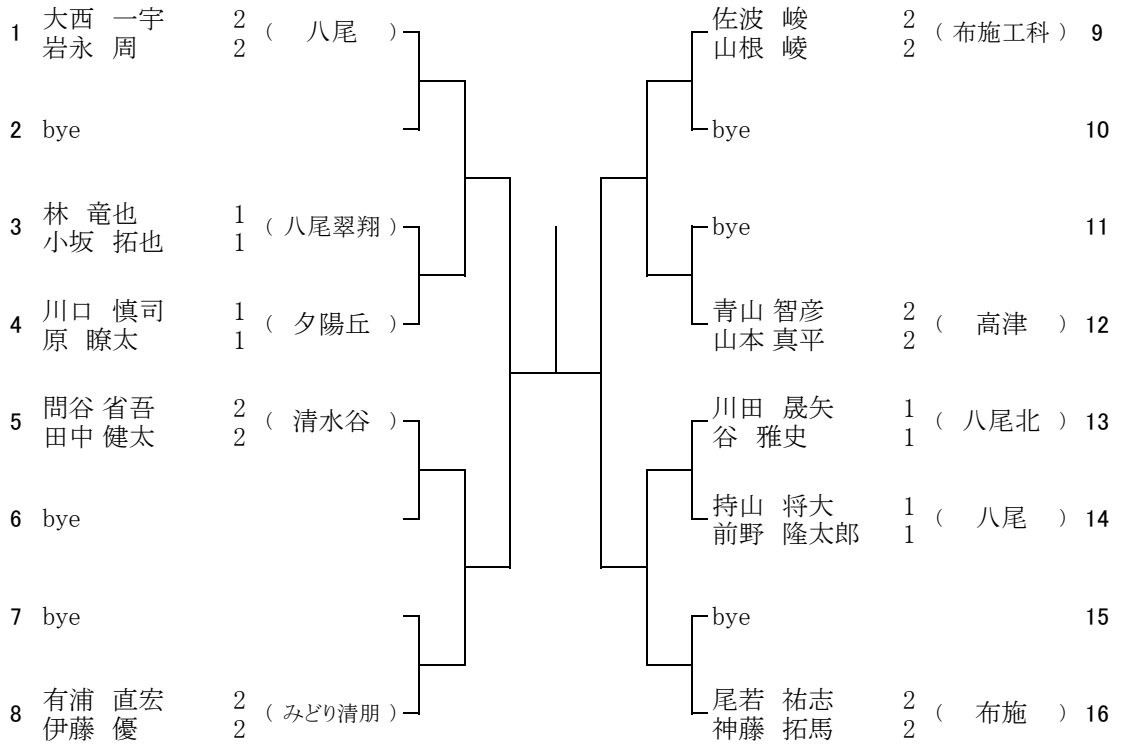 1 大西 一宇 2 ( 八尾 )
岩永 周 2
2 bye
3 林 竜也 1 ( 八尾翠翔 )
小坂 拓也 1
4 川口 慎司 1 ( 夕陽丘 )
原 瞭太 1
5 問谷 省吾 2 ( 清水谷 )
田中 健太 2
6 bye
7 bye
8 有浦 直宏 2 ( みどり清朋 )
伊藤 優 2
佐波 峻 2 ( 布施工科 ) 9
山根 崚 2
bye 10
bye 11
青山 智彦 2 ( 高津 ) 12
山本 真平 2
川田 晟矢 1 ( 八尾北 ) 13
谷 雅史 1
持山 将大 1 ( 八尾 ) 14
前野 隆太郎 1
bye 15
尾若 祐志 2 ( 布施 ) 16
神藤 拓馬 2